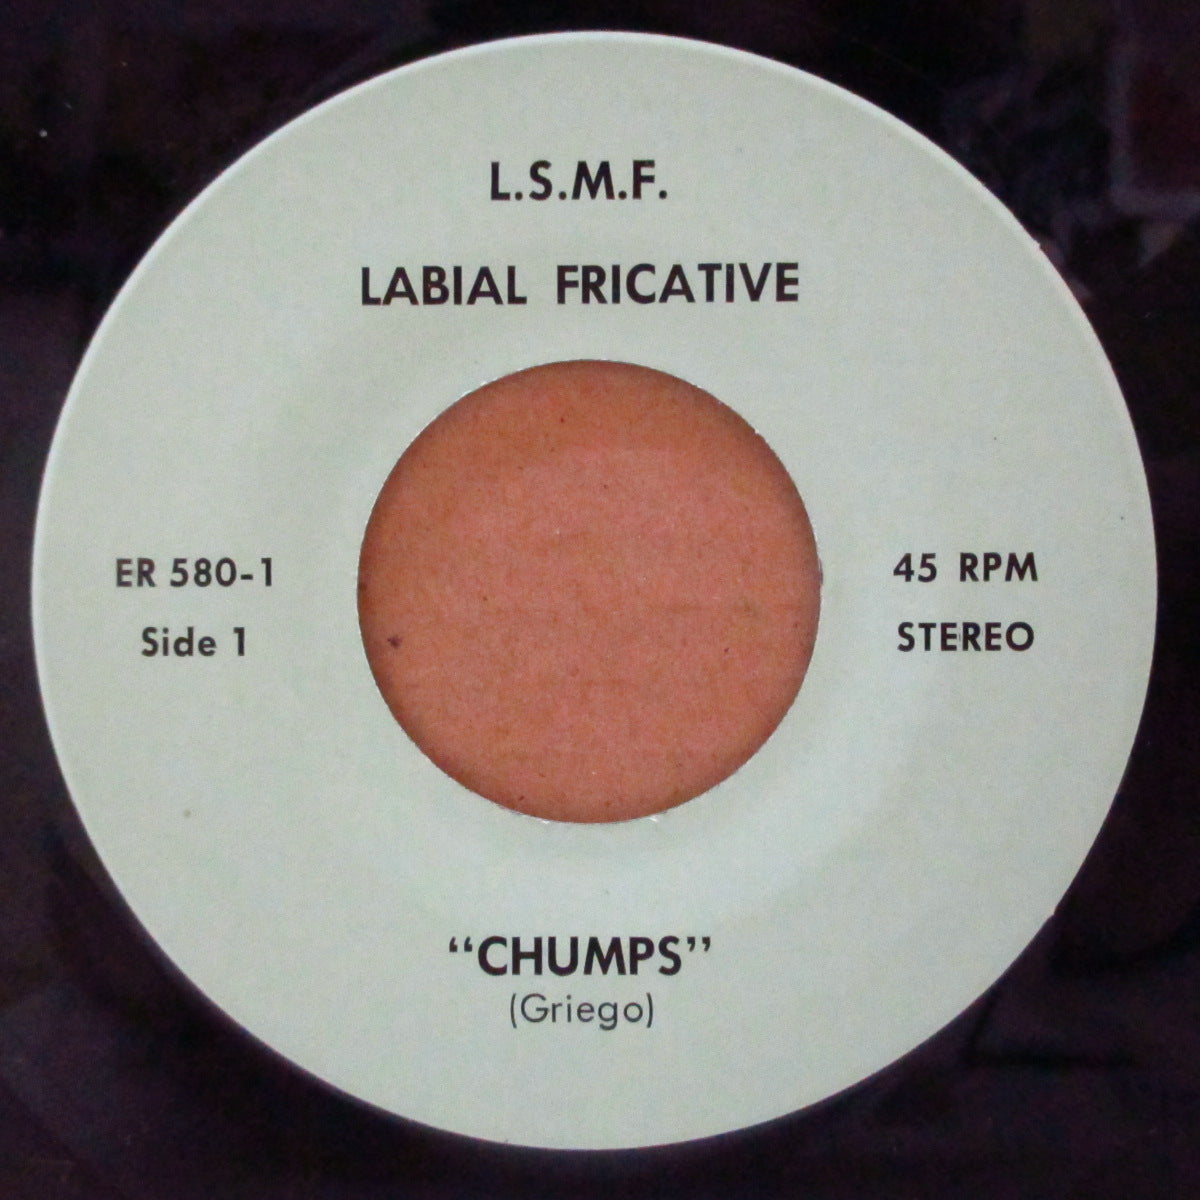 L.S.M.F.
LABIAL FRICATIVE
ER 580-1
Side 1
45 RPM
STEREO
“CHUMPS”
(Griego)